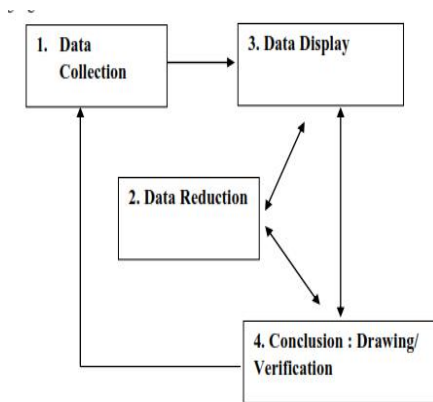 1. Data
Collection
3. Data Display
2. Data Reduction
4. Conclusion : Drawing/
Verification